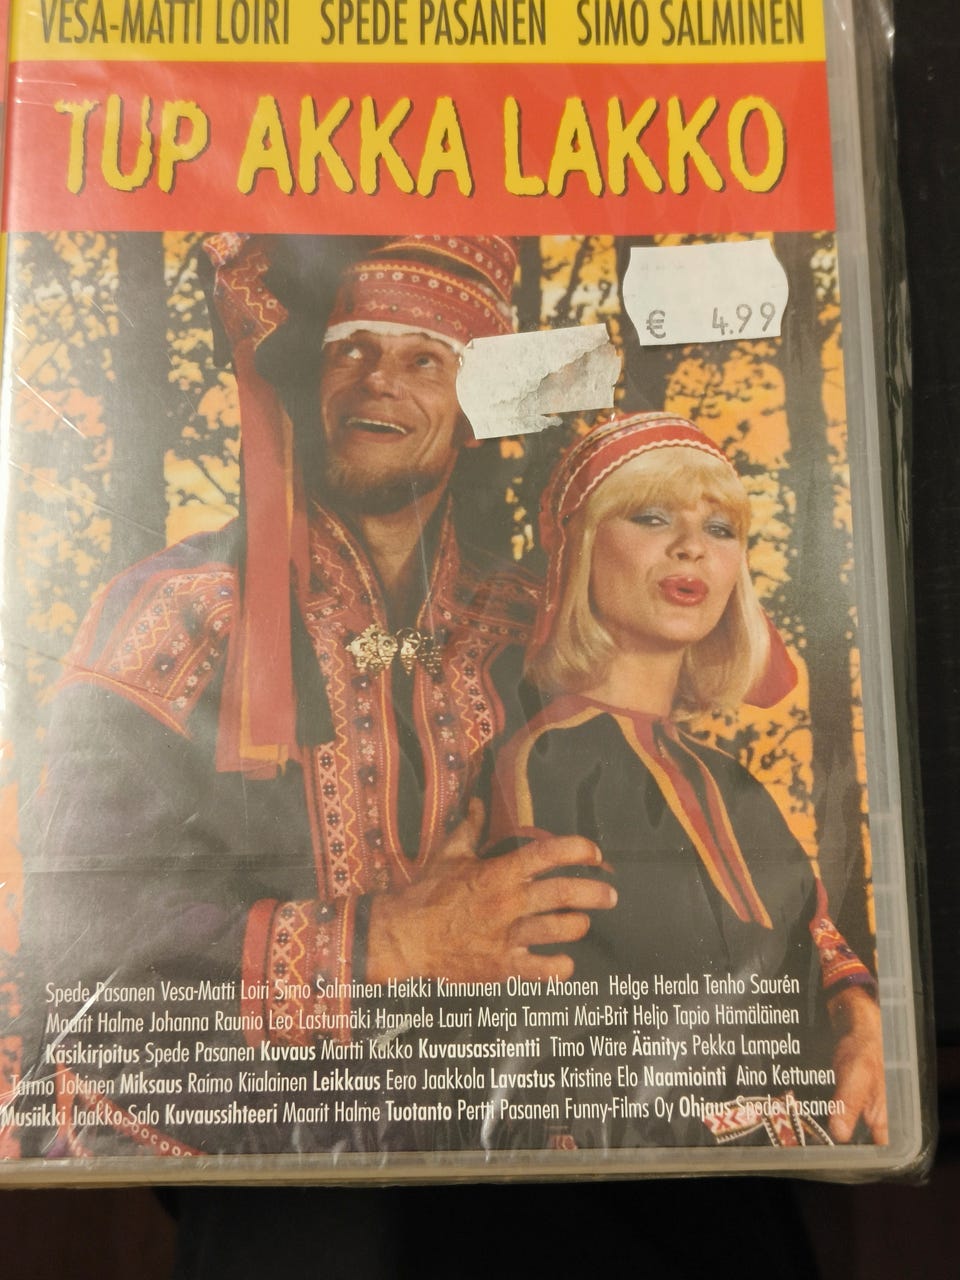 VESA-MATTI LOIRI SPEDE PASANEN SIMO SALMINEN
TUP AKKA LAKKO
€ 4.99
Spede Pasanen Vesa-Matti Loiri Simo Salminen Heikki Kinnunen Olavi Ahonen Helge Herala Tenho Saurén
Maarit Halme Johanna Raunio Leo Lastumäki Hannele Lauri Merja Tammi Mai-Brit Heljo Tapio Hämäläinen
Käsikirjoitus Spede Pasanen Kuvaus Martti Kakko Kuvausassitentti Timo Wäre Äänitys Pekka Lampela
Tarmo Jokinen Miksaus Raimo Kiialainen Leikkaus Eero Jaakkola Lavastus Kristine Elo Naamiointi Aino Kettunen
Musiikki Jaakko Salo Kuvaussihteeri Maarit Halme Tuotanto Pertti Pasanen Funny-Films Oy Ohjaus Spede Pasanen